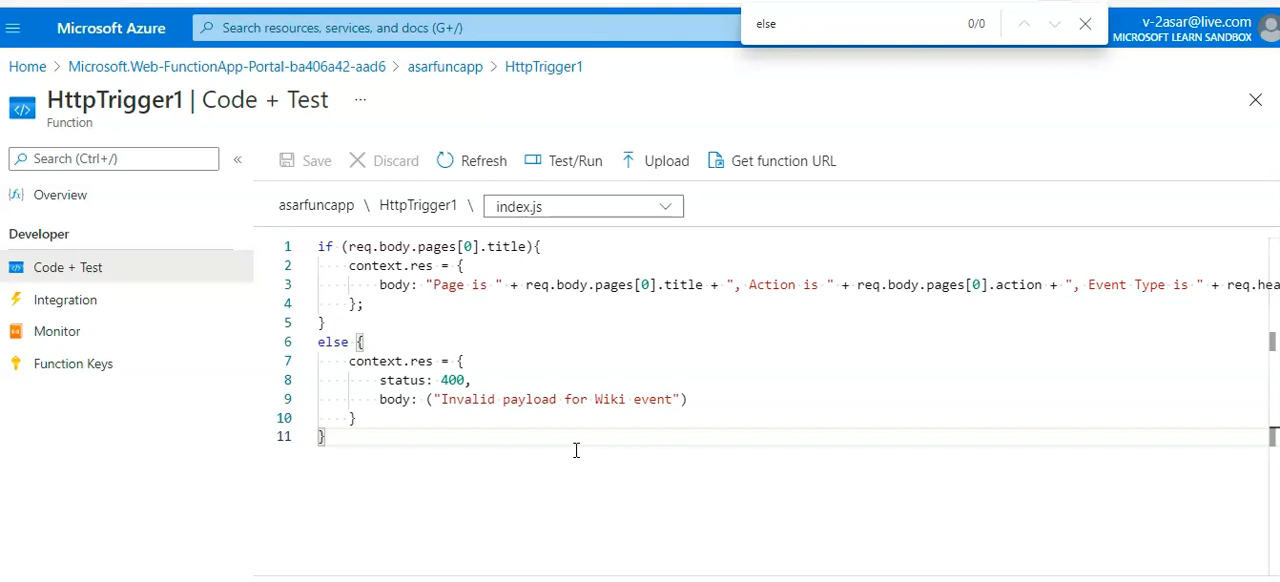 else 0/0
Microsoft Azure Search resources, services, and docs (G+/) v-2asar@live.com
MICROSOFT LEARN SANDBOX
Home > Microsoft.Web-FunctionApp-Portal-ba406a42-aad6 > asarfuncapp > HttpTrigger1
HttpTrigger1 | Code + Test ...
Function
Search (Ctrl+/) «
Save Discard Refresh Test/Run Upload Get function URL
Overview
Developer
Code + Test
Integration
Monitor
Function Keys
asarfuncapp \ HttpTrigger1 \ index.js
1 if (req.body.pages[0].title){
2 context.res = {
3 body: "Page is " + req.body.pages[0].title + ", Action is " + req.body.pages[0].action + ", Event Type is " + req.hea
4 };
5 }
6 else {
7 context.res = {
8 status: 400,
9 body: ("Invalid payload for Wiki event")
10 }
11 }